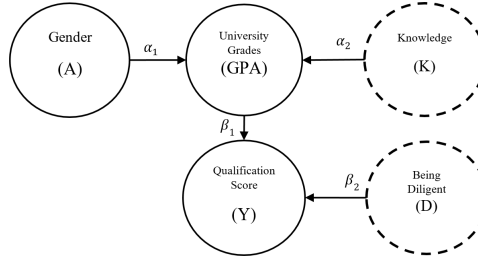 Gender
(A)
α1
University
Grades
(GPA)
α2
Knowledge
(K)
β1
Qualification
Score
(Y)
β2
Being
Diligent
(D)